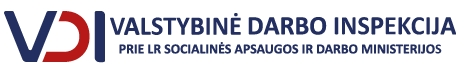 VDI VALSTYBINĖ DARBO INSPEKCIJA
PRIE LR SOCIALINĖS APSAUGOS IR DARBO MINISTERIJOS